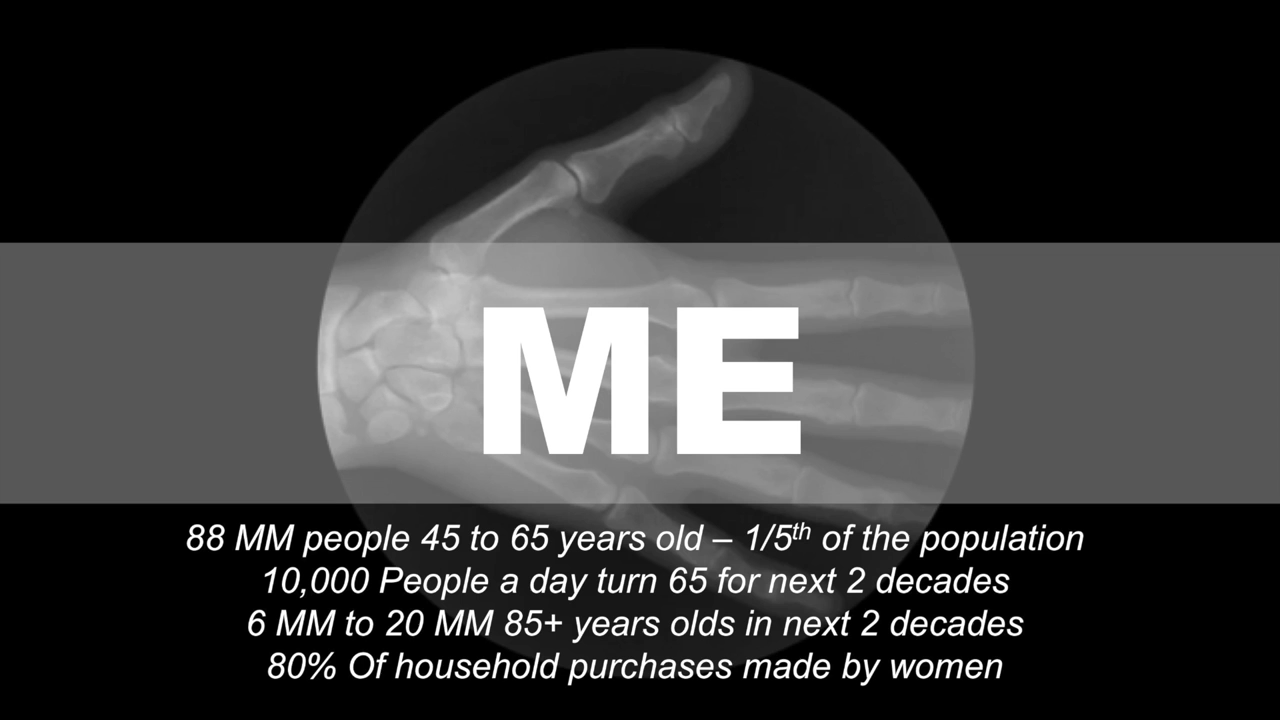 ME
88 MM people 45 to 65 years old – 1/5th of the population
10,000 People a day turn 65 for next 2 decades
6 MM to 20 MM 85+ years olds in next 2 decades
80% Of household purchases made by women